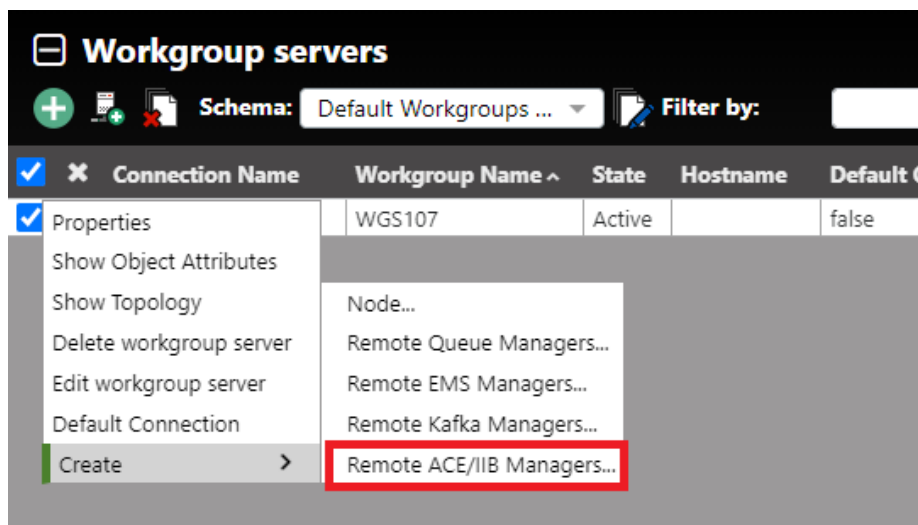 Workgroup servers
Schema: Default Workgroups ... Filter by:
Connection Name Workgroup Name State Hostname Default
WGS107 Active false
Properties
Show Object Attributes
Show Topology
Delete workgroup server
Edit workgroup server
Default Connection
Create
Node...
Remote Queue Managers...
Remote EMS Managers...
Remote Kafka Managers...
Remote ACE/IIB Managers...